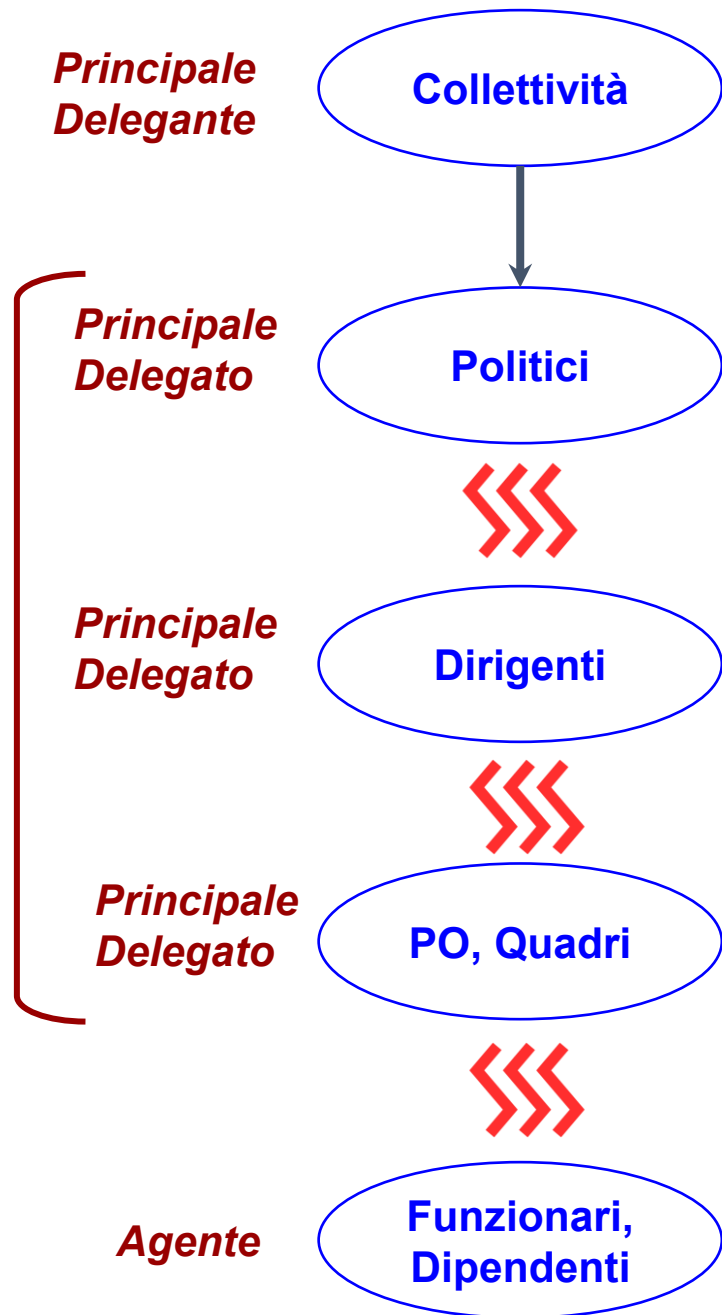 Principale
Delegante
Collettività
Principale
Delegato
Politici
Principale
Delegato
Dirigenti
Principale
Delegato
PO, Quadri
Agente
Funzionari,
Dipendenti